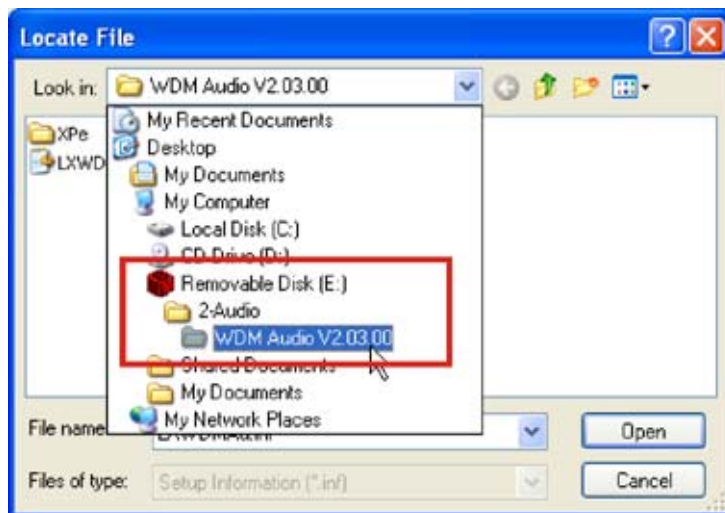 Locate File
Look in: WDM Audio V2.03.00
XPe
My Recent Documents
Desktop
My Documents
My Computer
Local Disk (C:)
CD Drive (D:)
Removable Disk (E:)
2-Audio
WDM Audio V2.03.00
Shared Documents
My Documents
My Network Places
LXWD
File name
Open
Files of type: Setup Information (*.inf)
Cancel